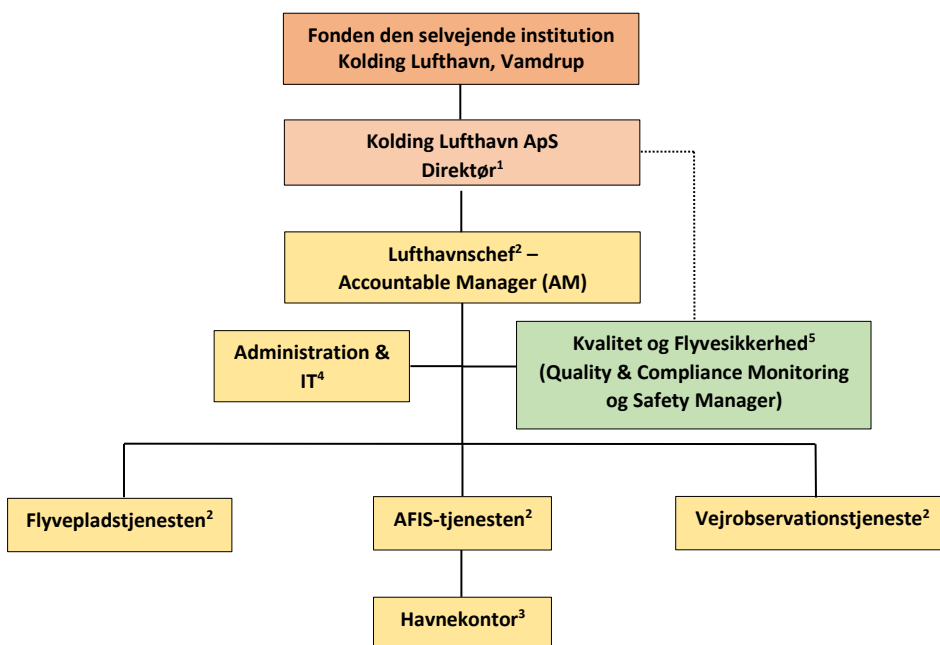 Fonden den selvejende institution
Kolding Lufthavn, Vamdrup
Kolding Lufthavn ApS
Direktør¹
Lufthavnschef² –
Accountable Manager (AM)
Administration &
IT⁴
Kvalitet og Flyvesikkerhed⁵
(Quality & Compliance Monitoring
og Safety Manager)
Flyvepladstjenesten²
AFIS-tjenesten²
Vejrobservationstjeneste²
Havnekontor³